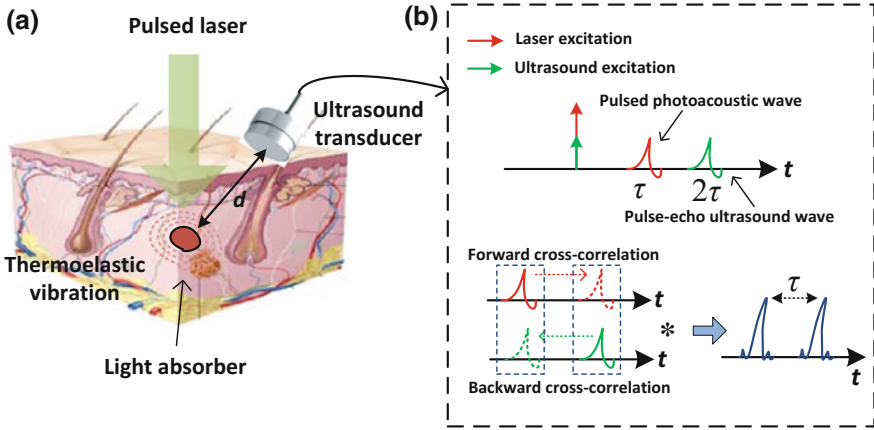 (a)
Pulsed laser
Ultrasound
transducer
d
Thermoelastic
vibration
Light absorber
(b)
Laser excitation
Ultrasound excitation
Pulsed photoacoustic wave
t
τ
2τ
Pulse-echo ultrasound wave
Forward cross-correlation
t
*
t
Backward cross-correlation
τ
t